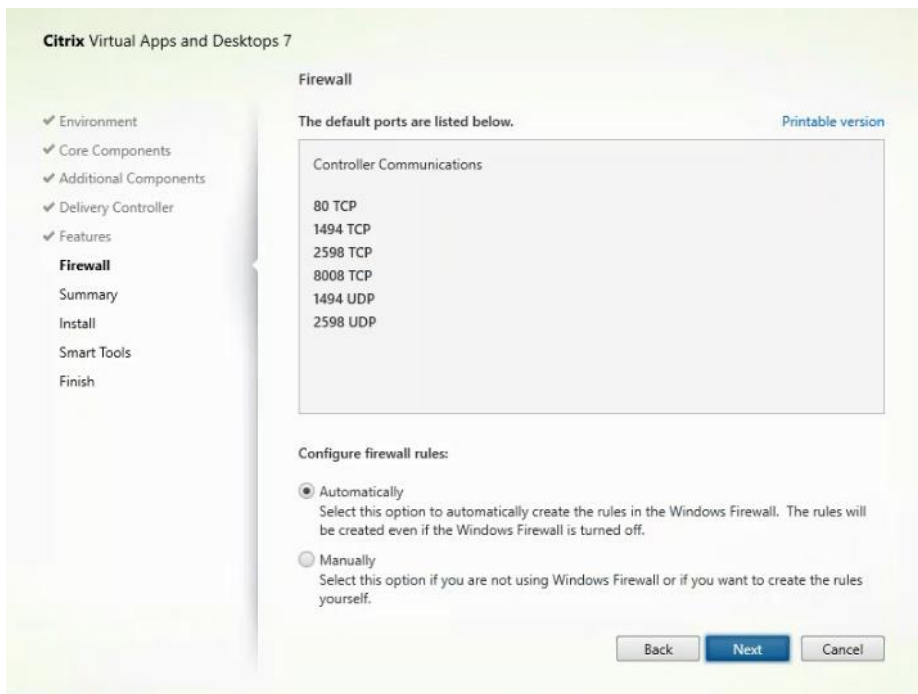 Citrix Virtual Apps and Desktops 7
Environment
Core Components
Additional Components
Delivery Controller
Features
Firewall
Summary
Install
Smart Tools
Finish
Firewall
The default ports are listed below.
Printable version
Controller Communications
80 TCP
1494 TCP
2598 TCP
8008 TCP
1494 UDP
2598 UDP
Configure firewall rules:
Automatically
Select this option to automatically create the rules in the Windows Firewall. The rules will
be created even if the Windows Firewall is turned off.
Manually
Select this option if you are not using Windows Firewall or if you want to create the rules
yourself.
Back
Next
Cancel